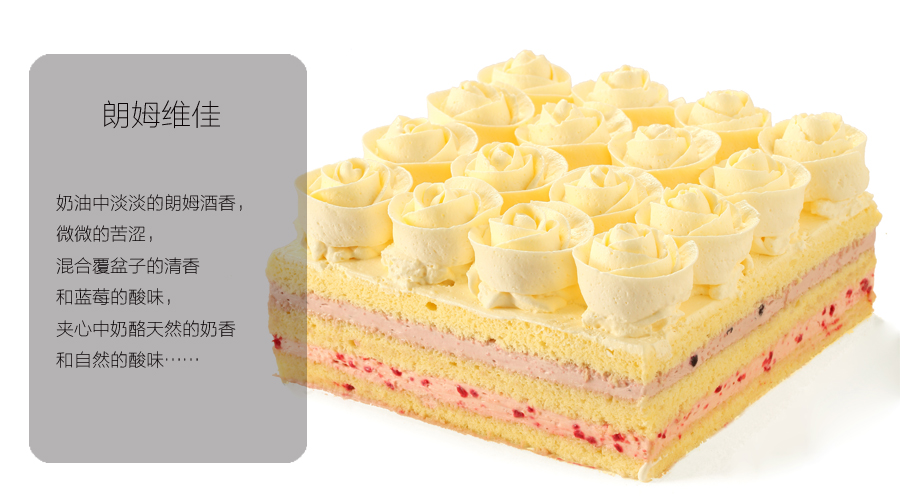 朗姆维佳
奶油中淡淡的朗姆酒香，
微微的苦涩，
混合覆盆子的清香
和蓝莓的酸味，
夹心中奶酪天然的奶香
和自然的酸味……